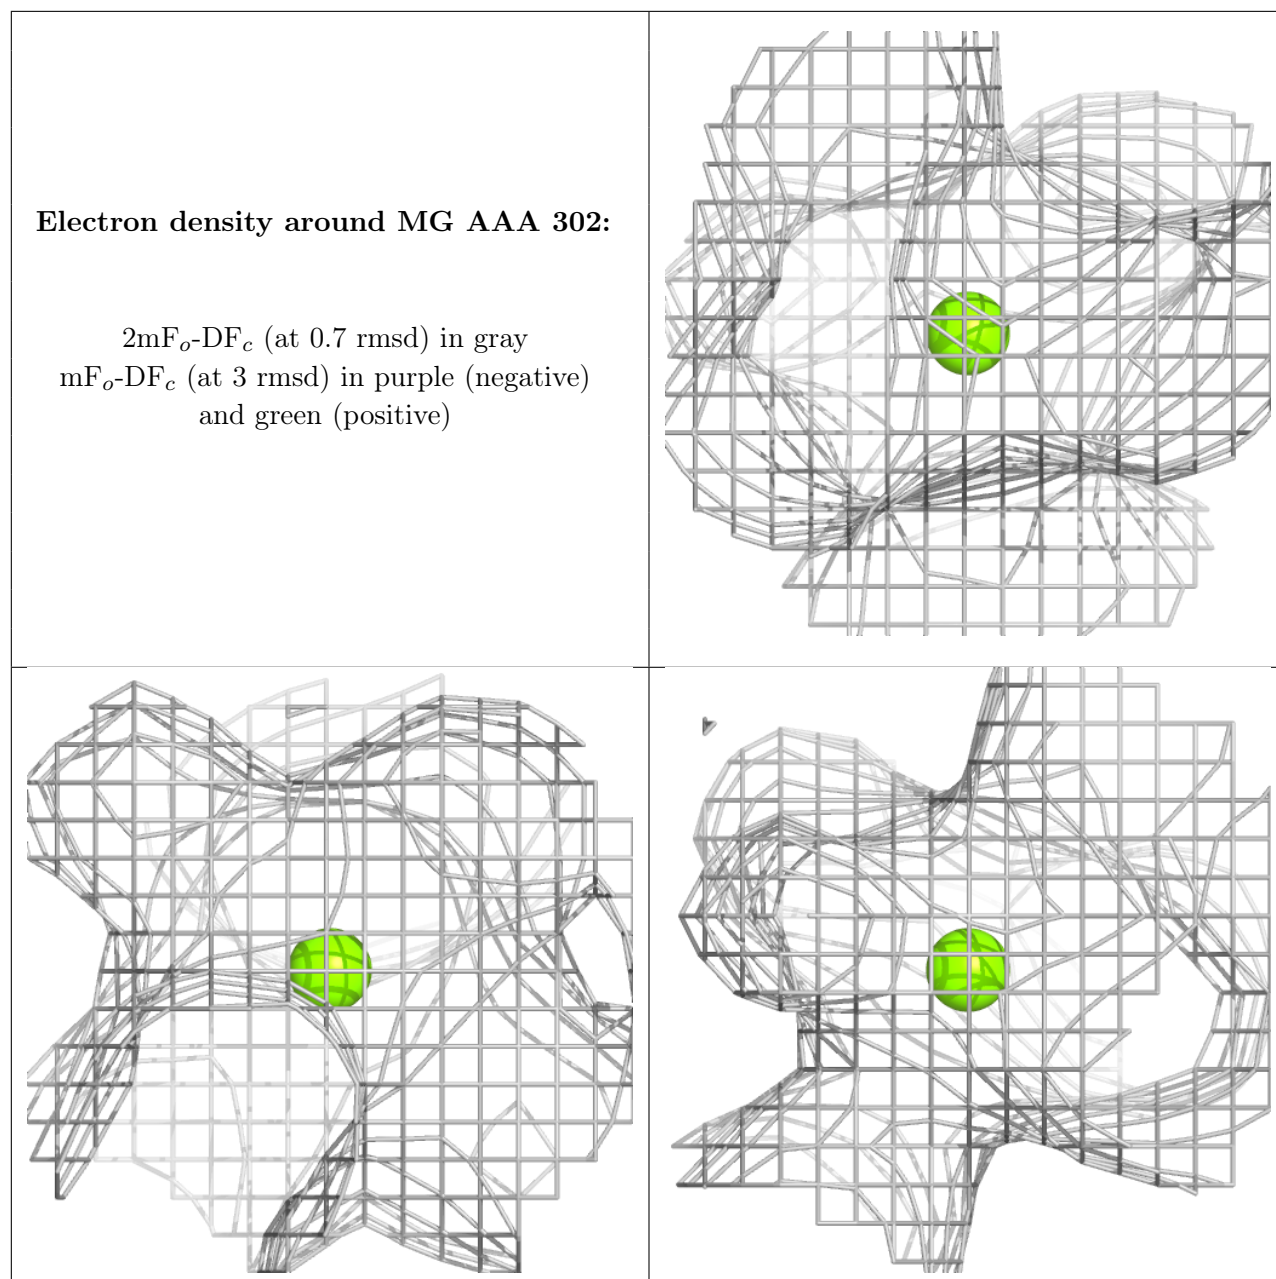 Electron density around MG AAA 302:
2mFo-DFc (at 0.7 rmsd) in gray
mFo-DFc (at 3 rmsd) in purple (negative)
and green (positive)